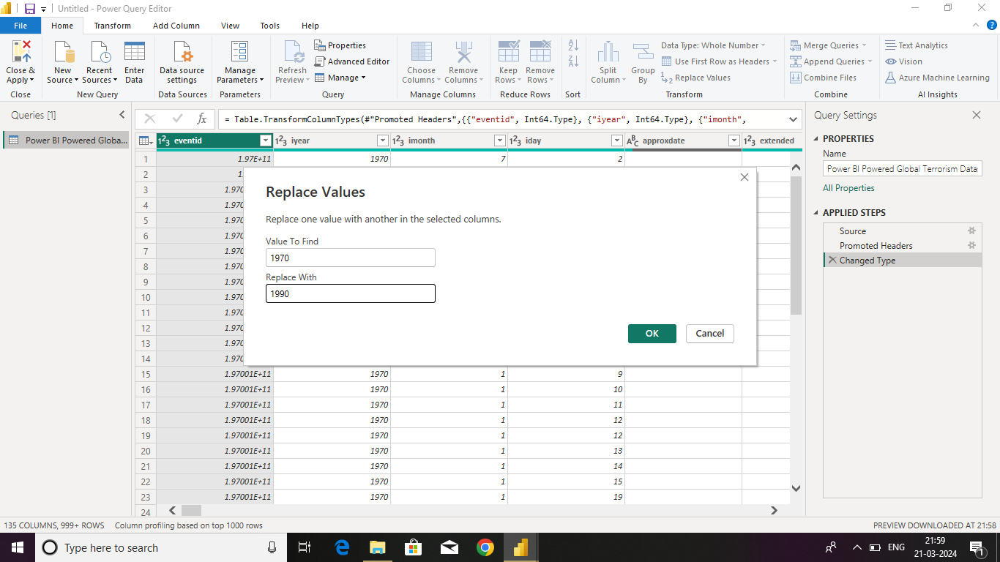 Untitled - Power Query Editor
File Home Transform Add Column View Tools Help
Close & Apply
New Source
Recent Sources
Enter Data
Data source settings
Manage Parameters
Refresh Preview
Properties
Advanced Editor
Manage
Choose Columns
Remove Columns
Keep Rows
Remove Rows
Split Column
Group By
Data Type: Whole Number
Use First Row as Headers
Replace Values
Merge Queries
Append Queries
Combine Files
Text Analytics
Vision
Azure Machine Learning
Close New Query Data Sources Parameters Query Manage Columns Reduce Rows Sort Transform Combine AI Insights
Queries [1]
Power BI Powered Globa...
fx = Table.TransformColumnTypes(#"Promoted Headers",{{"eventid", Int64.Type}, {"iyear", Int64.Type}, {"imonth",
eventid iyear imonth iday approxdate extended
1 1.97E+11 1970 7 2
2 1.
3 1.970
4 1.970
5 1.970
6 1.970
7 1.970
8 1.970
9 1.970
10 1.970
11 1.970
12 1.970
13 1.970
14 1.970
15 1.97001E+11 1970 1 9
16 1.97001E+11 1970 1 10
17 1.97001E+11 1970 1 11
18 1.97001E+11 1970 1 12
19 1.97001E+11 1970 1 12
20 1.97001E+11 1970 1 13
21 1.97001E+11 1970 1 14
22 1.97001E+11 1970 1 15
23 1.97001E+11 1970 1 19
24
Replace Values
Replace one value with another in the selected columns.
Value To Find
1970
Replace With
1990
OK Cancel
Query Settings
PROPERTIES
Name
Power BI Powered Global Terrorism Data
All Properties
APPLIED STEPS
Source
Promoted Headers
Changed Type
135 COLUMNS, 999+ ROWS Column profiling based on top 1000 rows PREVIEW DOWNLOADED AT 21:58
Type here to search
ENG
21:59
21-03-2024
1